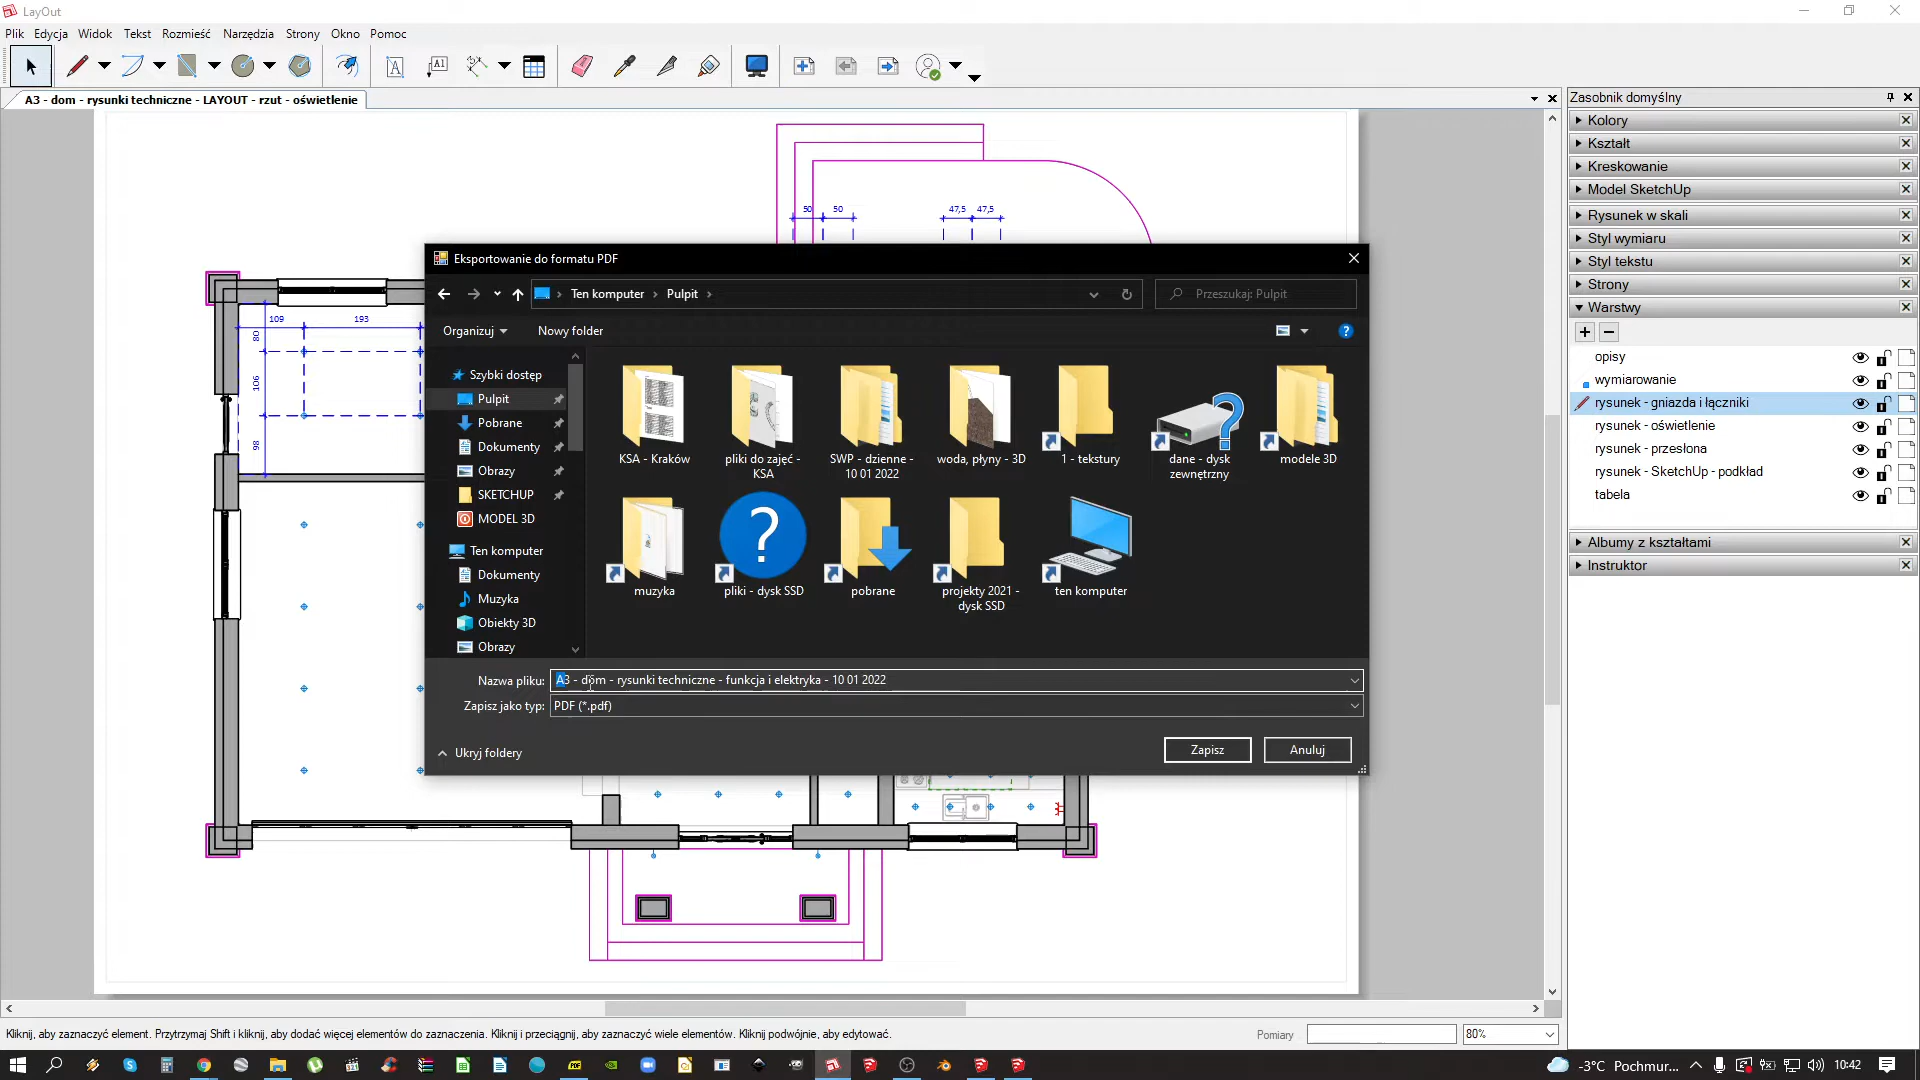 LayOut
Plik Edycja Widok Tekst Rozmieść Narzędzia Strony Okno Pomoc
A3 - dom - rysunki techniczne - LAYOUT - rzut - oświetlenie
50 50 47,5 47,5
109 193
80
106
98
Eksportowanie do formatu PDF
Ten komputer > Pulpit >
Przeszukaj: Pulpit
Organizuj Nowy folder
Szybki dostęp
Pulpit
Pobrane
Dokumenty
Obrazy
SKETCHUP
MODEL 3D
Ten komputer
Dokumenty
Muzyka
Obiekty 3D
Obrazy
KSA - Kraków
pliki do zajęć -
KSA
SWP - dzienne -
10 01 2022
woda, płyny - 3D
1 - tekstury
dane - dysk
zewnętrzny
modele 3D
muzyka
pliki - dysk SSD
pobrane
projekty 2021 -
dysk SSD
ten komputer
Nazwa pliku: A3 - dom - rysunki techniczne - funkcja i elektryka - 10 01 2022
Zapisz jako typ: PDF (*.pdf)
Ukryj foldery
Zapisz Anuluj
Zasobnik domyślny
Kolory
Kształt
Kreskowanie
Model SketchUp
Rysunek w skali
Styl wymiaru
Styl tekstu
Strony
Warstwy
opisy
wymiarowanie
rysunek - gniazda i łączniki
rysunek - oświetlenie
rysunek - przesłona
rysunek - SketchUp - podkład
tabela
Albumy z kształtami
Instruktor
Kliknij, aby zaznaczyć element. Przytrzymaj Shift i kliknij, aby dodać więcej elementów do zaznaczenia. Kliknij i przeciągnij, aby zaznaczyć wiele elementów. Kliknij podwójnie, aby edytować.
Pomiary 80%
-3°C Pochmur... 10:42